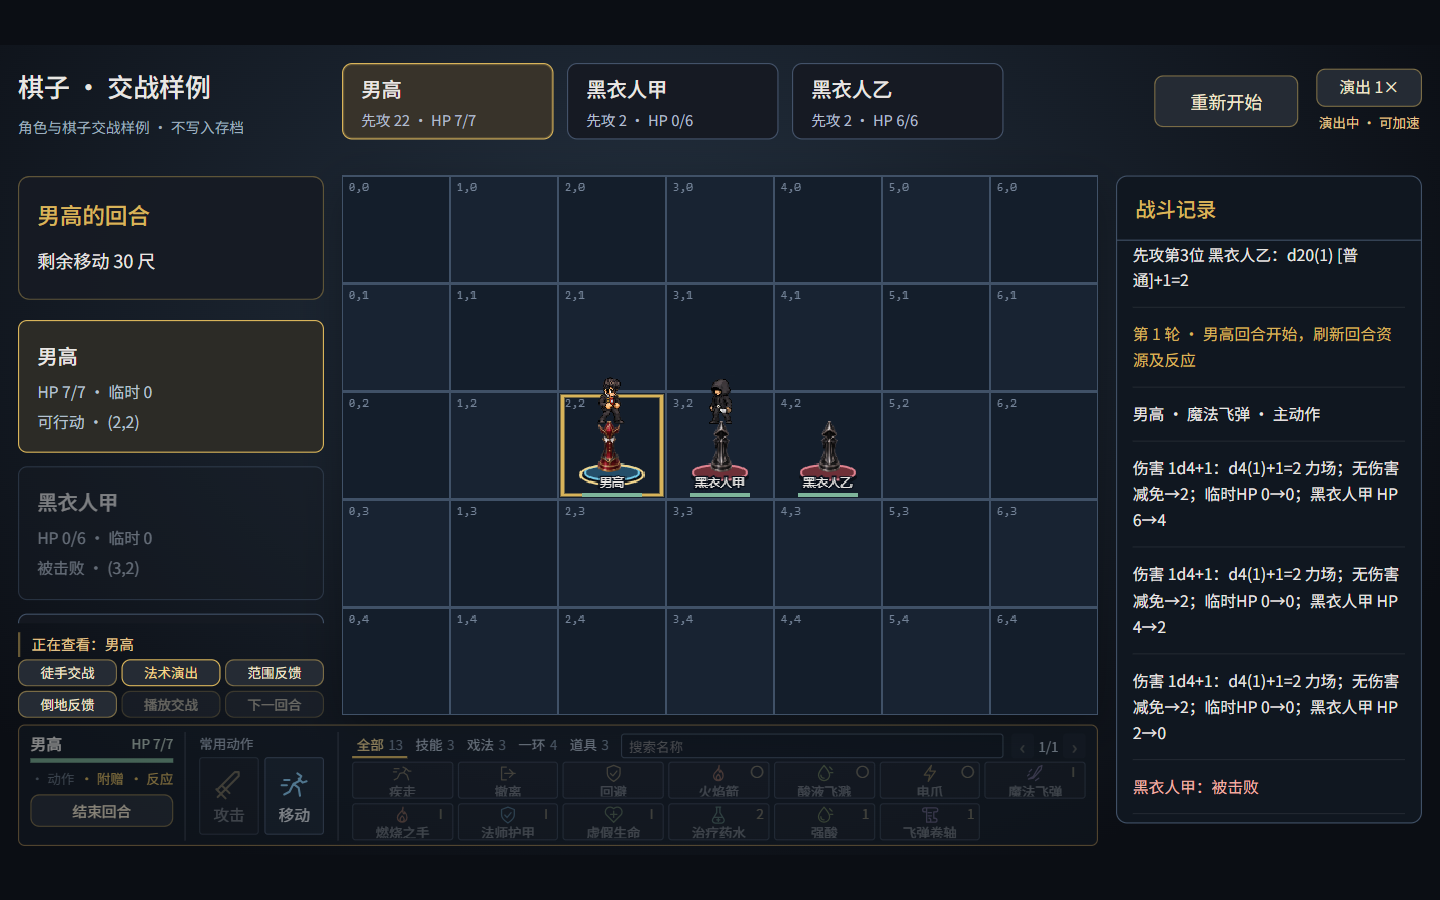 棋子 · 交战样例
角色与棋子交战样例 · 不写入存档
男高
先攻 22 · HP 7/7
黑衣人甲
先攻 2 · HP 0/6
黑衣人乙
先攻 2 · HP 6/6
重新开始
演出 1×
演出中 · 可加速
男高的回合
剩余移动 30 尺
男高
HP 7/7 · 临时 0
可行动 · (2,2)
黑衣人甲
HP 0/6 · 临时 0
被击败 · (3,2)
正在查看：男高
徒手交战
法术演出
范围反馈
倒地反馈
播放交战
下一回合
0,0
1,0
2,0
3,0
4,0
5,0
6,0
0,1
1,1
2,1
3,1
4,1
5,1
6,1
0,2
1,2
2,2
3,2
4,2
5,2
6,2
男高
黑衣人甲
黑衣人乙
0,3
1,3
2,3
3,3
4,3
5,3
6,3
0,4
1,4
2,4
3,4
4,4
5,4
6,4
战斗记录
先攻第3位 黑衣人乙：d20(1) [普
通]+1=2
第 1 轮 · 男高回合开始，刷新回合资
源及反应
男高 · 魔法飞弹 · 主动作
伤害 1d4+1：d4(1)+1=2 力场；无伤害
减免→2；临时HP 0→0；黑衣人甲 HP
6→4
伤害 1d4+1：d4(1)+1=2 力场；无伤害
减免→2；临时HP 0→0；黑衣人甲 HP
4→2
伤害 1d4+1：d4(1)+1=2 力场；无伤害
减免→2；临时HP 0→0；黑衣人甲 HP
2→0
黑衣人甲：被击败
男高
HP 7/7
· 动作 · 附赠 · 反应
结束回合
常用动作
攻击
移动
全部 13
技能 3
戏法 3
一环 4
道具 3
搜索名称
‹ 1/1 ›
疾走
撤离
回避
火焰箭
酸液飞溅
电爪
魔法飞弹 I
燃烧之手 I
法师护甲 I
虚假生命 I
治疗药水 2
强酸 1
飞弹卷轴 1